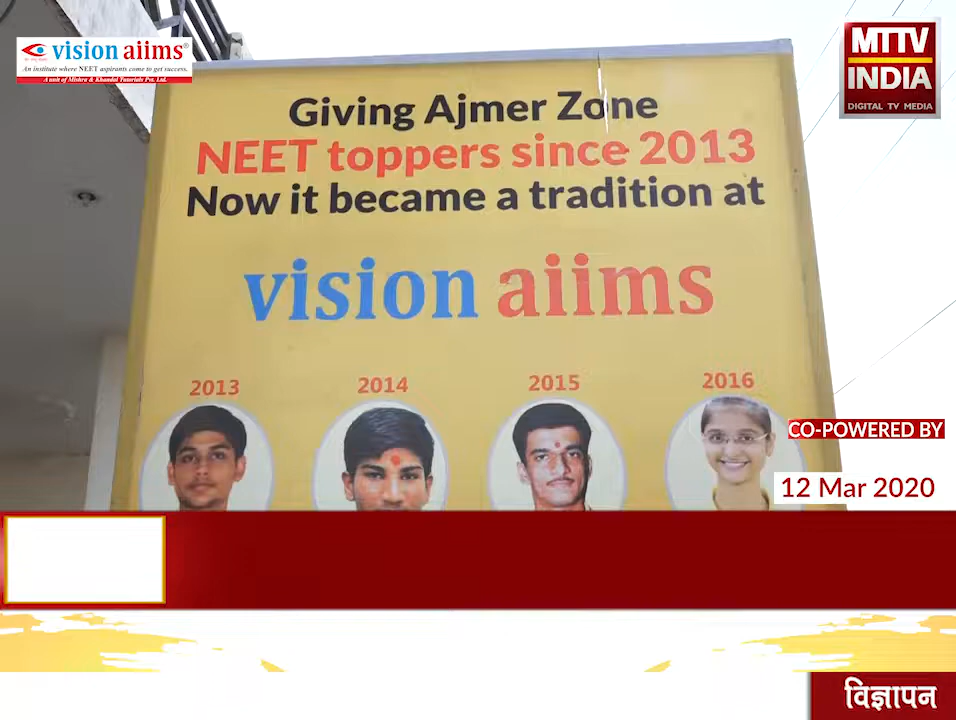 vision aiims®
An institute where NEET aspirants come to get success.
A unit of Mishra & Khandal Tutorials Pvt. Ltd.
MTTV
INDIA
DIGITAL TV MEDIA
Giving Ajmer Zone
NEET toppers since 2013
Now it became a tradition at
vision aiims
2013 2014 2015 2016
CO-POWERED BY
12 Mar 2020
विज्ञापन